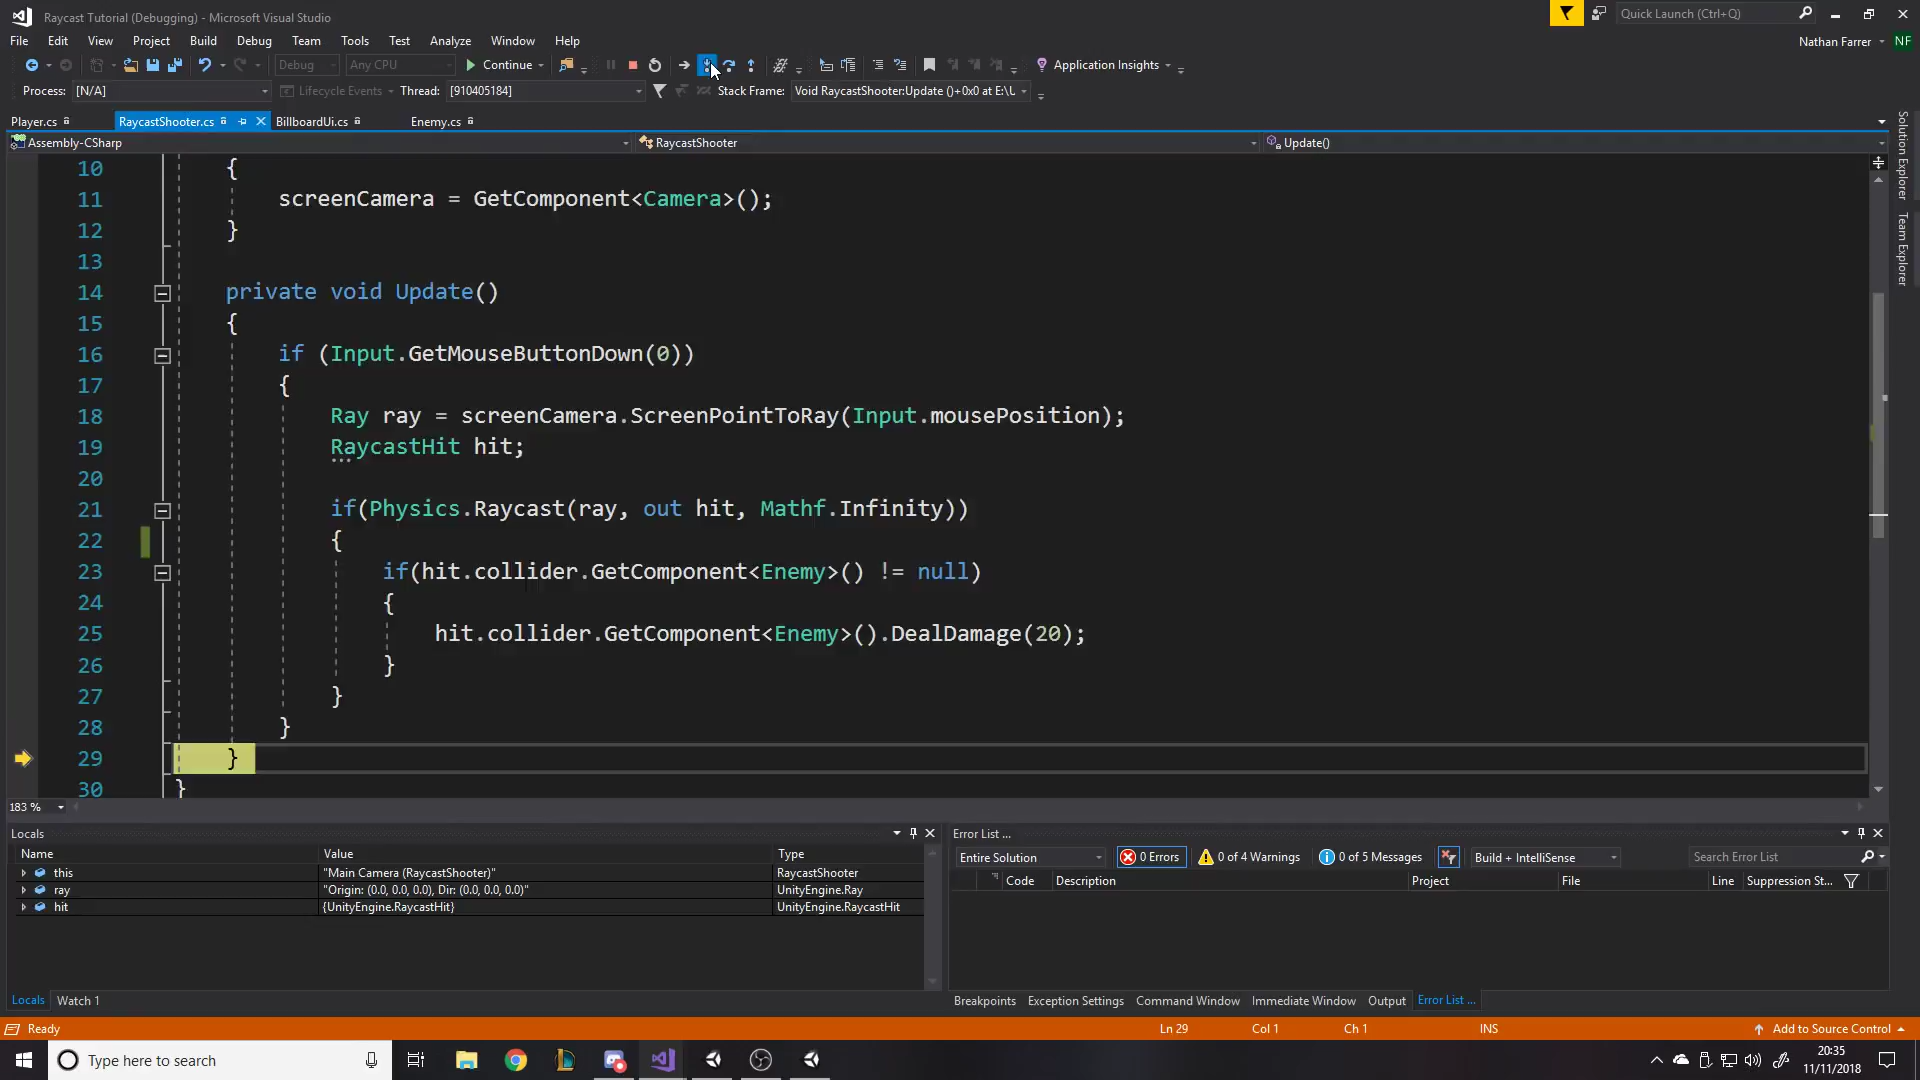 Raycast Tutorial (Debugging) - Microsoft Visual Studio
Quick Launch (Ctrl+Q)
File Edit View Project Build Debug Team Tools Test Analyze Window Help
Nathan Farrer NF
Debug Any CPU Continue Application Insights
Process: [N/A] Lifecycle Events Thread: [910405184] Stack Frame: Void RaycastShooter:Update ()+0x0 at E:\U
Player.cs RaycastShooter.cs BillboardUi.cs Enemy.cs
Assembly-CSharp RaycastShooter Update()
Solution Explorer
Team Explorer
10 {
11 screenCamera = GetComponent<Camera>();
12 }
13
14 private void Update()
15 {
16 if (Input.GetMouseButtonDown(0))
17 {
18 Ray ray = screenCamera.ScreenPointToRay(Input.mousePosition);
19 RaycastHit hit;
20
21 if(Physics.Raycast(ray, out hit, Mathf.Infinity))
22 {
23 if(hit.collider.GetComponent<Enemy>() != null)
24 {
25 hit.collider.GetComponent<Enemy>().DealDamage(20);
26 }
27 }
28 }
29 }
30 }
183 %
Locals
Name Value Type
this "Main Camera (RaycastShooter)" RaycastShooter
ray "Origin: (0.0, 0.0, 0.0), Dir: (0.0, 0.0, 0.0)" UnityEngine.Ray
hit {UnityEngine.RaycastHit} UnityEngine.RaycastHit
Locals Watch 1
Error List ...
Entire Solution 0 Errors 0 of 4 Warnings 0 of 5 Messages Build + IntelliSense Search Error List
Code Description Project File Line Suppression St...
Breakpoints Exception Settings Command Window Immediate Window Output Error List ...
Ready Ln 29 Col 1 Ch 1 INS Add to Source Control
Type here to search
20:35
11/11/2018